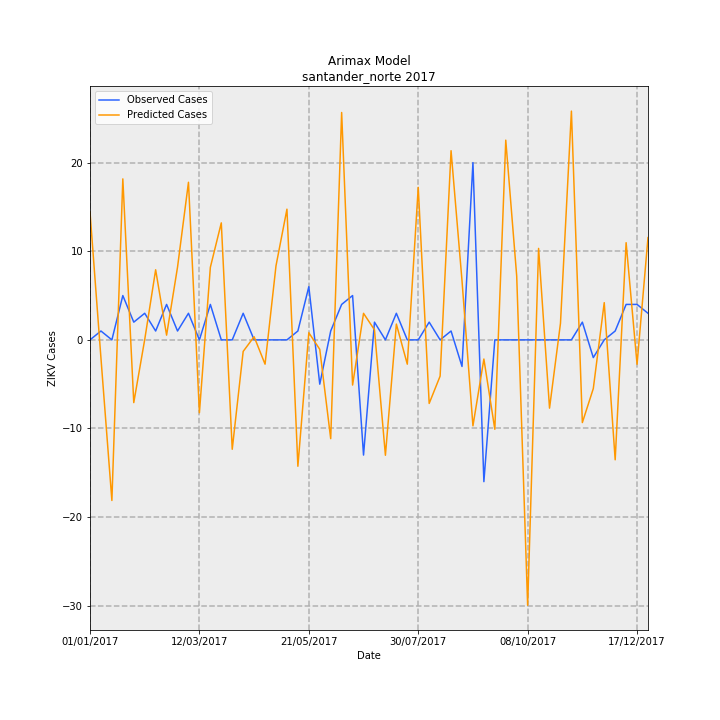 Arimax Model
santander_norte 2017
Observed Cases
Predicted Cases
ZIKV Cases
20
10
0
−10
−20
−30
01/01/2017 12/03/2017 21/05/2017 30/07/2017 08/10/2017 17/12/2017
Date